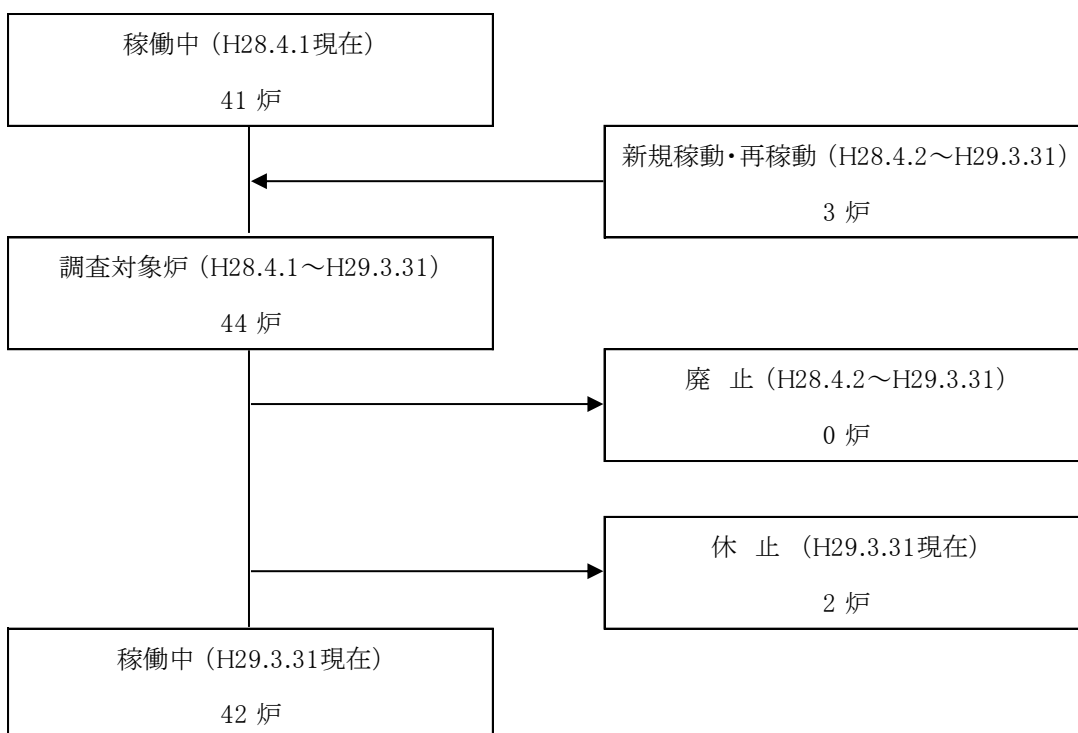 稼働中（H28.4.1現在）
41 炉
新規稼動・再稼動（H28.4.2～H29.3.31）
3 炉
調査対象炉（H28.4.1～H29.3.31）
44 炉
廃 止（H28.4.2～H29.3.31）
0 炉
休 止 （H29.3.31現在）
2 炉
稼働中（H29.3.31現在）
42 炉